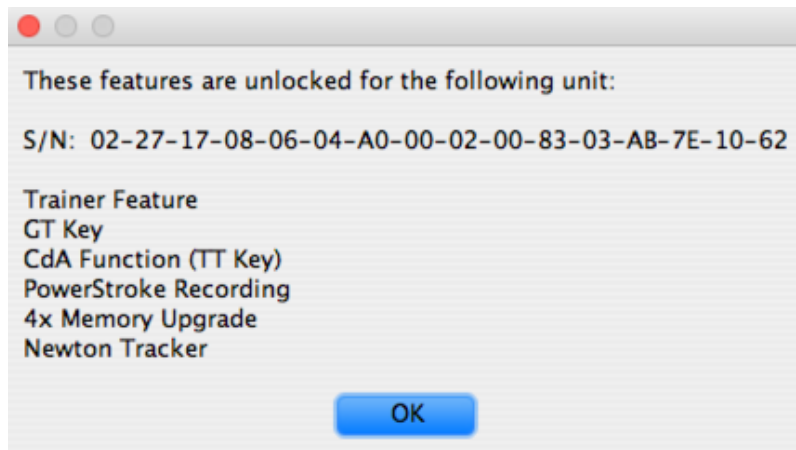 These features are unlocked for the following unit:
S/N: 02-27-17-08-06-04-A0-00-02-00-83-03-AB-7E-10-62
Trainer Feature
GT Key
CdA Function (TT Key)
PowerStroke Recording
4x Memory Upgrade
Newton Tracker
OK